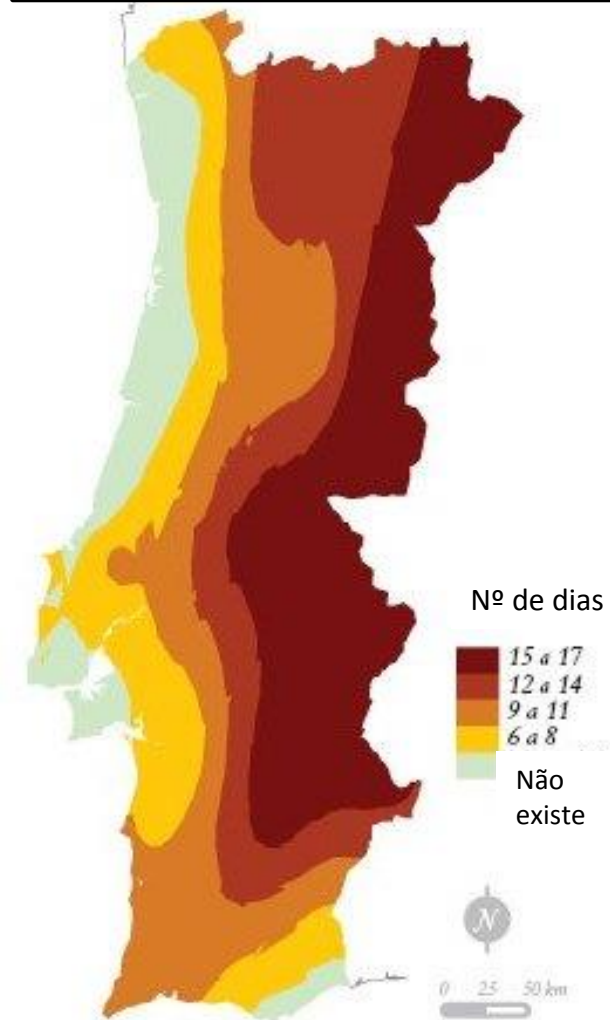 Nº de dias
15 a 17
12 a 14
9 a 11
6 a 8
Não
existe
N
0 25 50 km